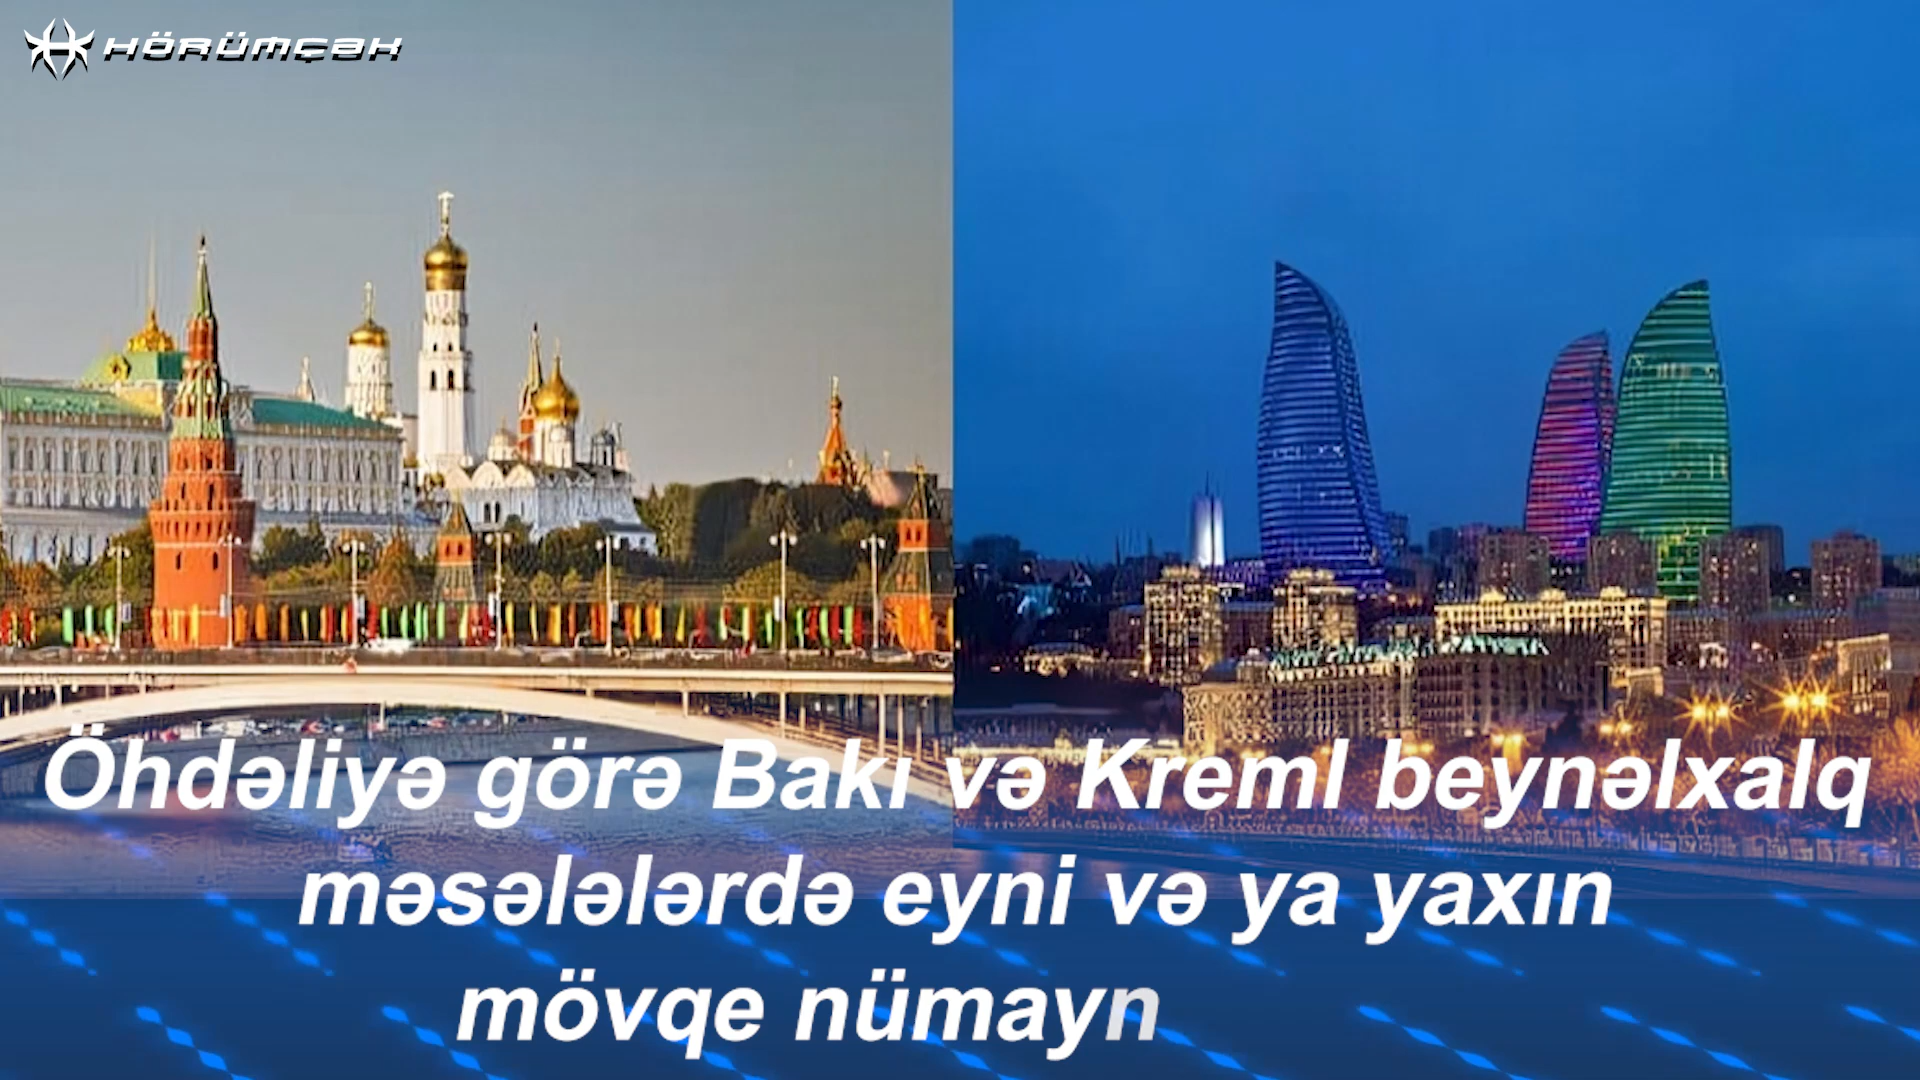 HÖRÜMÇƏK
Öhdəliyə görə Bakı və Kreml beynəlxalq
məsələlərdə eyni və ya yaxın
mövqe nümayn